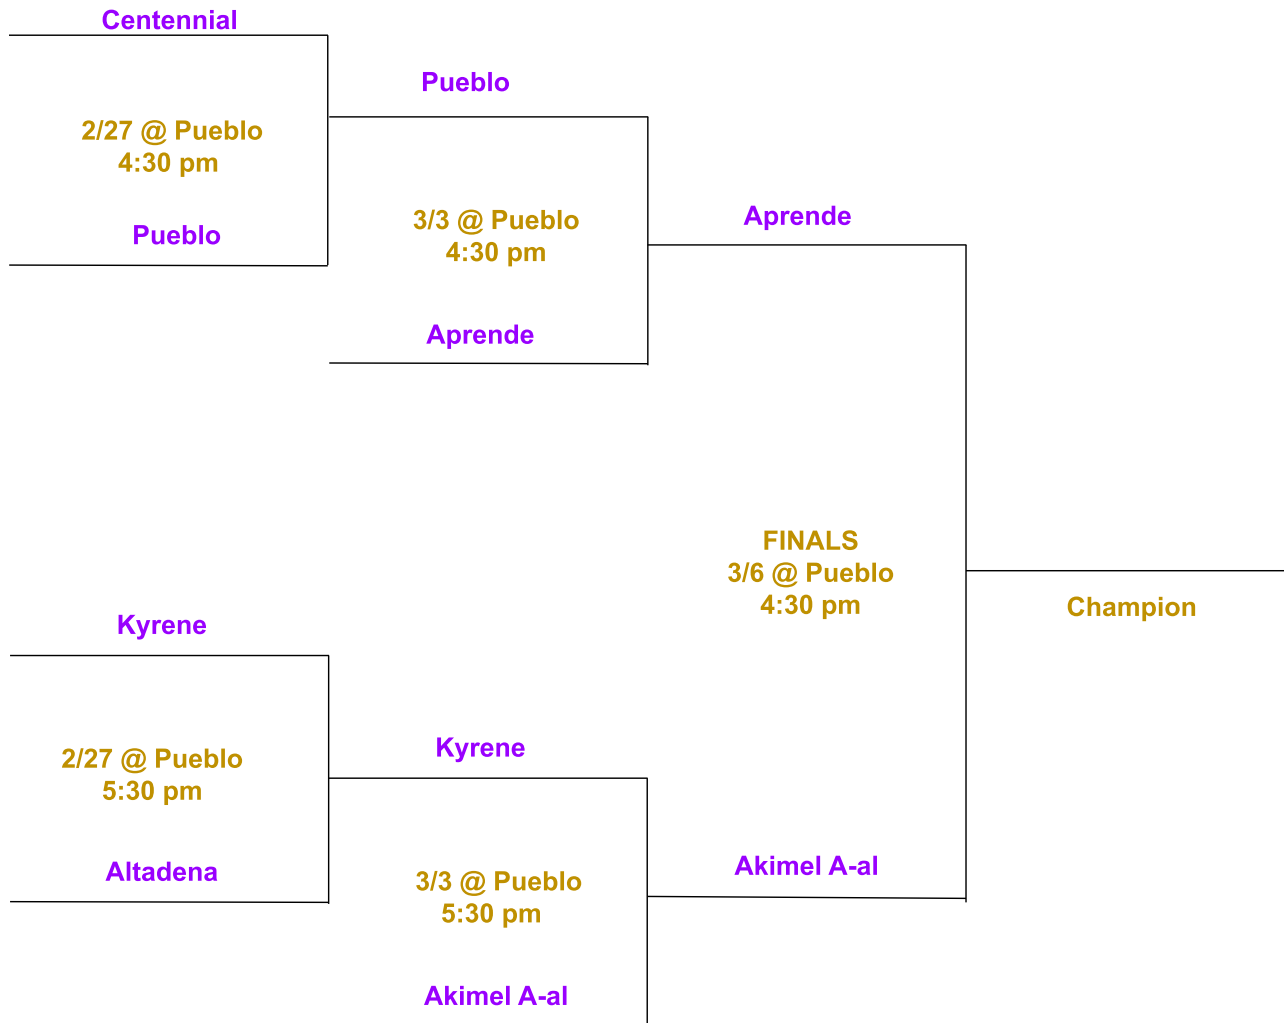 Centennial
Pueblo
2/27 @ Pueblo
4:30 pm
3/3 @ Pueblo
4:30 pm
Aprende
Pueblo
Aprende
FINALS
3/6 @ Pueblo
4:30 pm
Champion
Kyrene
Kyrene
2/27 @ Pueblo
5:30 pm
Altadena
3/3 @ Pueblo
5:30 pm
Akimel A-al
Akimel A-al